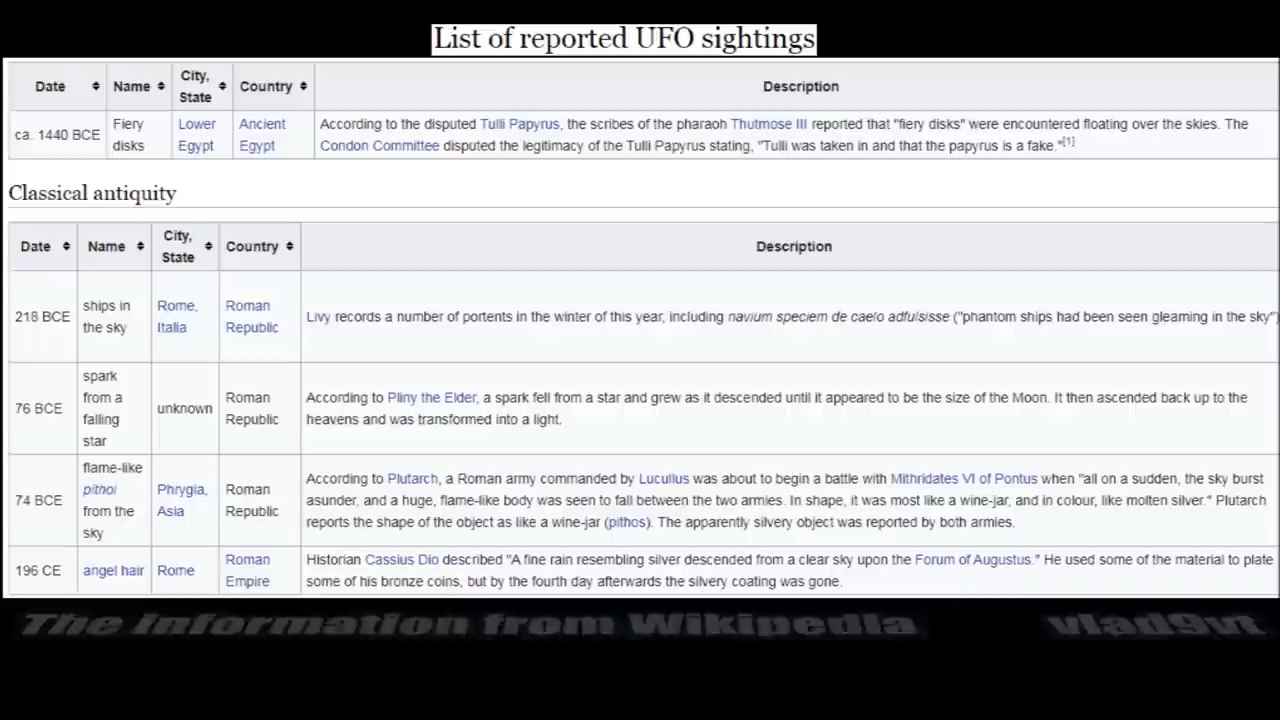 List of reported UFO sightings
Date Name City, State Country Description
ca. 1440 BCE Fiery disks Lower Egypt Ancient Egypt According to the disputed Tulli Papyrus, the scribes of the pharaoh Thutmose III reported that "fiery disks" were encountered floating over the skies. The
Condon Committee disputed the legitimacy of the Tulli Papyrus stating, "Tulli was taken in and that the papyrus is a fake."[1]
Classical antiquity
Date Name City, State Country Description
218 BCE ships in the sky Rome, Italia Roman Republic Livy records a number of portents in the winter of this year, including navium speciem de caelo adfulsisse ("phantom ships had been seen gleaming in the sky")
76 BCE spark from a falling star unknown Roman Republic According to Pliny the Elder, a spark fell from a star and grew as it descended until it appeared to be the size of the Moon. It then ascended back up to the
heavens and was transformed into a light.
74 BCE flame-like pithoi from the sky Phrygia, Asia Roman Republic According to Plutarch, a Roman army commanded by Lucullus was about to begin a battle with Mithridates VI of Pontus when "all on a sudden, the sky burst
asunder, and a huge, flame-like body was seen to fall between the two armies. In shape, it was most like a wine-jar, and in colour, like molten silver." Plutarch
reports the shape of the object as like a wine-jar (pithos). The apparently silvery object was reported by both armies.
196 CE angel hair Rome Roman Empire Historian Cassius Dio described "A fine rain resembling silver descended from a clear sky upon the Forum of Augustus." He used some of the material to plate
some of his bronze coins, but by the fourth day afterwards the silvery coating was gone.
The Information from Wikipedia vlad9vt